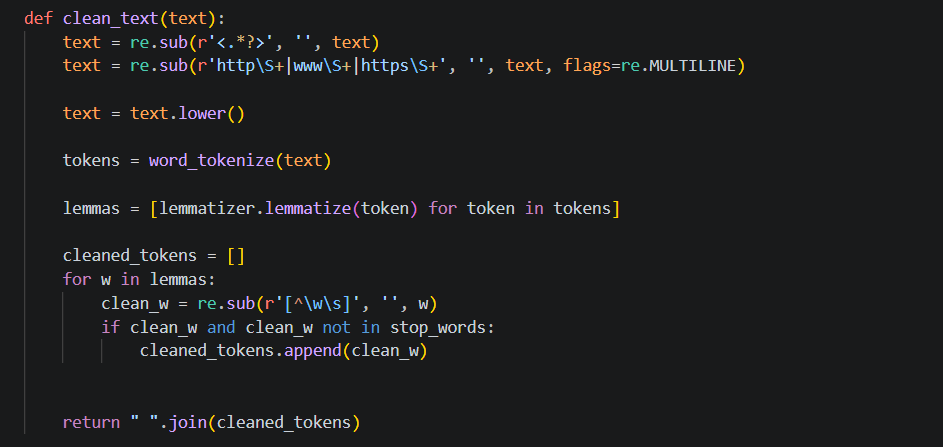 def clean_text(text):
    text = re.sub(r'<.*?>', '', text)
    text = re.sub(r'http\S+|www\S+|https\S+', '', text, flags=re.MULTILINE)
    text = text.lower()
    tokens = word_tokenize(text)
    lemmas = [lemmatizer.lemmatize(token) for token in tokens]
    cleaned_tokens = []
    for w in lemmas:
        clean_w = re.sub(r'[^\w\s]', '', w)
        if clean_w and clean_w not in stop_words:
            cleaned_tokens.append(clean_w)
    return " ".join(cleaned_tokens)